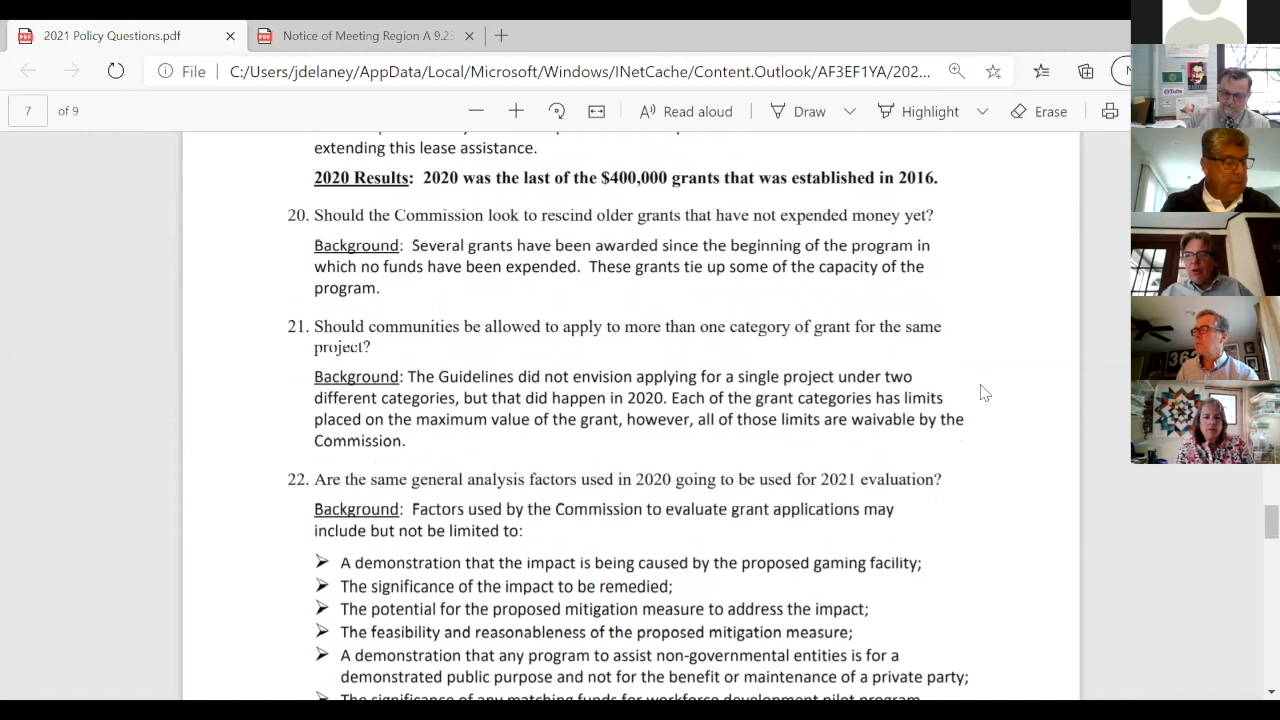 2021 Policy Questions.pdf
Notice of Meeting Region A 9.23
File
C:/Users/jdelaney/AppData/Local/Microsoft/Windows/INetCache/Content.Outlook/AF3EF1YA/202...
7 of 9
Read aloud
Draw
Highlight
Erase
extending this lease assistance.
2020 Results: 2020 was the last of the $400,000 grants that was established in 2016.
20. Should the Commission look to rescind older grants that have not expended money yet?
Background: Several grants have been awarded since the beginning of the program in
which no funds have been expended. These grants tie up some of the capacity of the
program.
21. Should communities be allowed to apply to more than one category of grant for the same
project?
Background: The Guidelines did not envision applying for a single project under two
different categories, but that did happen in 2020. Each of the grant categories has limits
placed on the maximum value of the grant, however, all of those limits are waivable by the
Commission.
22. Are the same general analysis factors used in 2020 going to be used for 2021 evaluation?
Background: Factors used by the Commission to evaluate grant applications may
include but not be limited to:
➢ A demonstration that the impact is being caused by the proposed gaming facility;
➢ The significance of the impact to be remedied;
➢ The potential for the proposed mitigation measure to address the impact;
➢ The feasibility and reasonableness of the proposed mitigation measure;
➢ A demonstration that any program to assist non-governmental entities is for a
demonstrated public purpose and not for the benefit or maintenance of a private party;
➢ The significance of any matching funds for workforce development pilot program